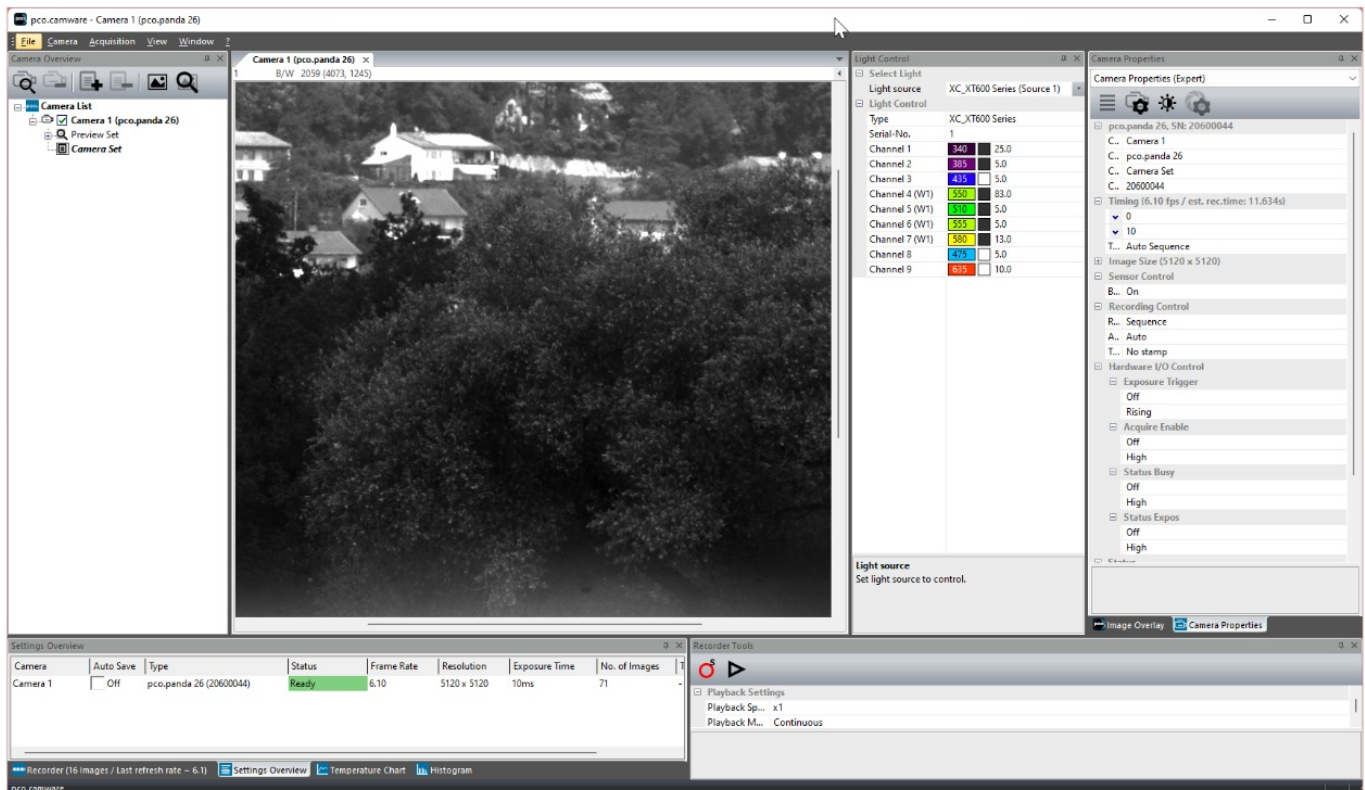 pco.camware - Camera 1 (pco.panda 26)
File Camera Acquisition View Window ?
Camera Overview
Camera List
Camera 1 (pco.panda 26)
Preview Set
Camera Set
Camera 1 (pco.panda 26)
1 B/W 2059 (4073, 1245)
Light Control
Select Light
Light source XC_XT600 Series (Source 1)
Light Control
Type XC_XT600 Series
Serial-No. 1
Channel 1 340 25.0
Channel 2 385 5.0
Channel 3 435 5.0
Channel 4 (W1) 550 83.0
Channel 5 (W1) 510 5.0
Channel 6 (W1) 555 5.0
Channel 7 (W1) 580 13.0
Channel 8 475 5.0
Channel 9 635 10.0
Light source
Set light source to control.
Camera Properties
Camera Properties (Expert)
pco.panda 26, SN: 20600044
C... Camera 1
C... pco.panda 26
C... Camera Set
C... 20600044
Timing (6.10 fps / est. rec.time: 11.634s)
0
10
T... Auto Sequence
Image Size (5120 x 5120)
Sensor Control
B... On
Recording Control
R... Sequence
A... Auto
T... No stamp
Hardware I/O Control
Exposure Trigger
Off
Rising
Acquire Enable
Off
High
Status Busy
Off
High
Status Expos
Off
High
Status
Image Overlay Camera Properties
Settings Overview
Camera Auto Save Type Status Frame Rate Resolution Exposure Time No. of Images T
Camera 1 Off pco.panda 26 (20600044) Ready 6.10 5120 x 5120 10ms 71 -
Recorder (16 Images / Last refresh rate ~ 6.1) Settings Overview Temperature Chart Histogram
Recorder Tools
Playback Settings
Playback Sp... x1
Playback M... Continuous
pco.camware